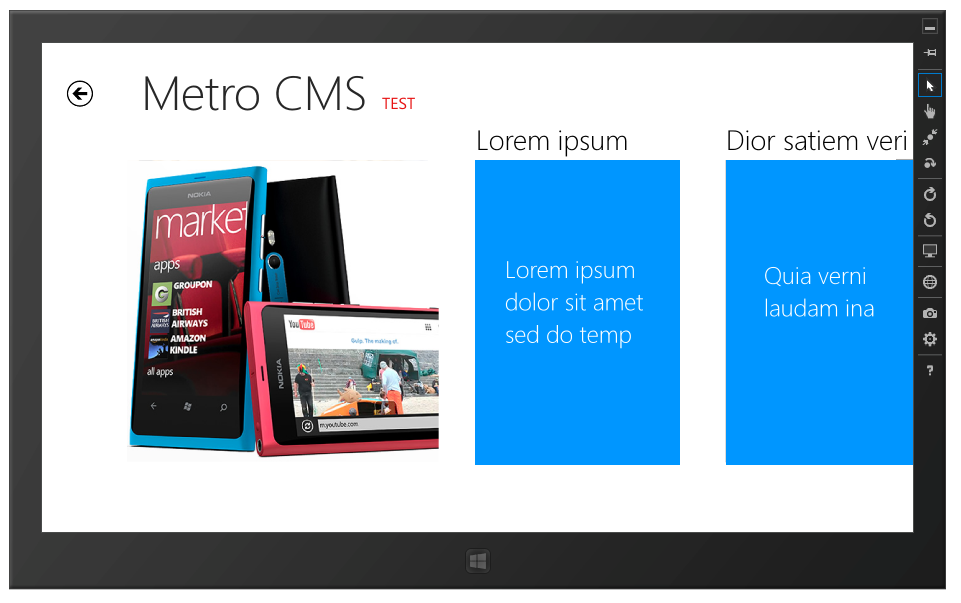 Metro CMS TEST
Lorem ipsum
Dior satiem veri
NOKIA
market
apps
GROUPON
BRITISH
AIRWAYS
AMAZON
KINDLE
all apps
NOKIA
YouTube
Gulp. The making of.
m.youtube.com
Lorem ipsum
dolor sit amet
sed do temp
Quia verni
laudam ina
?